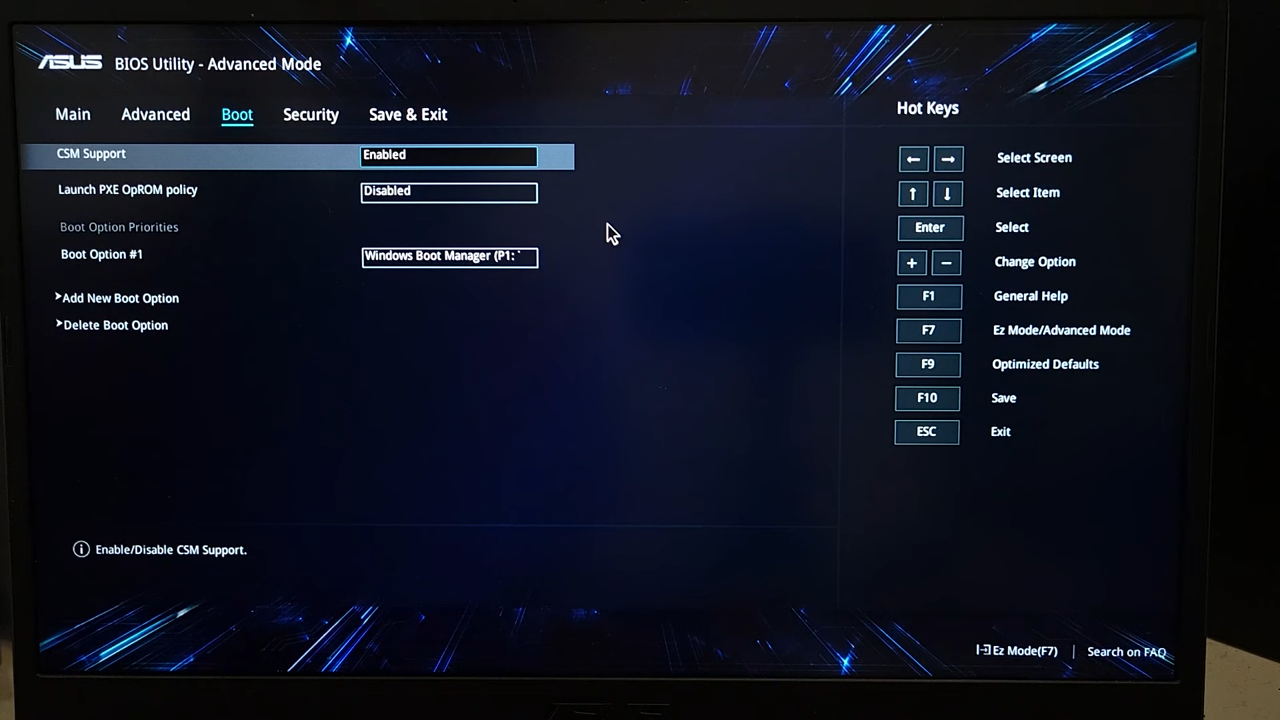 ASUS BIOS Utility - Advanced Mode
Main Advanced Boot Security Save & Exit
CSM Support Enabled
Launch PXE OpROM policy Disabled
Boot Option Priorities
Boot Option #1 Windows Boot Manager (P1: `
➤Add New Boot Option
➤Delete Boot Option
Enable/Disable CSM Support.
Hot Keys
← → Select Screen
↑ ↓ Select Item
Enter Select
+ − Change Option
F1 General Help
F7 Ez Mode/Advanced Mode
F9 Optimized Defaults
F10 Save
ESC Exit
Ez Mode(F7) | Search on FAQ
ASUS